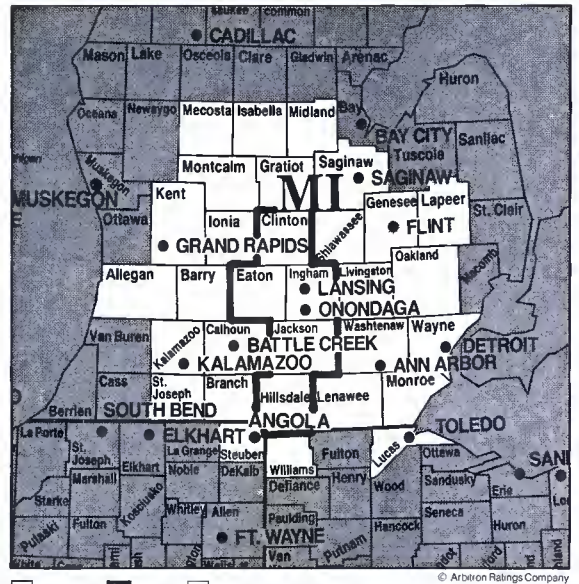 common
CADILLAC
Mason Lake Osceola Clare Gladwin Arenac
Huron
Oceana Newaygo Mecosta Isabella Midland Bay
BAY CITY Sanilac
Tuscola
Muskegon
MUSKEGON
Montcalm Gratiot Saginaw
SAGINAW
MI
Kent
Ottawa
Ionia Clinton Shiawassee Genesee Lapeer
St. Clair
FLINT
GRAND RAPIDS
Oakland
Macomb
Allegan Barry Eaton Ingham Livingston
LANSING
ONONDAGA
Van Buren Kalamazoo Calhoun Jackson Washtenaw Wayne
BATTLE CREEK
DETROIT
KALAMAZOO
ANN ARBOR
Cass St. Joseph Branch Hillsdale Lenawee Monroe
Berrien SOUTH BEND
ANGOLA
TOLEDO
La Porte
ELKHART
St. Joseph
Elkhart
La Grange Steuben
Noble DeKalb
Williams
Fulton
Lucas
Ottawa
SAN
Marshall
Defiance Henry Wood Sandusky Erie Lo
Starke
Kosciusko
Whitley Allen
Paulding
Seneca
Pulaski Fulton
FT. WAYNE
Putnam
Hancock
Huron
Van
© Arbitron Ratings Company